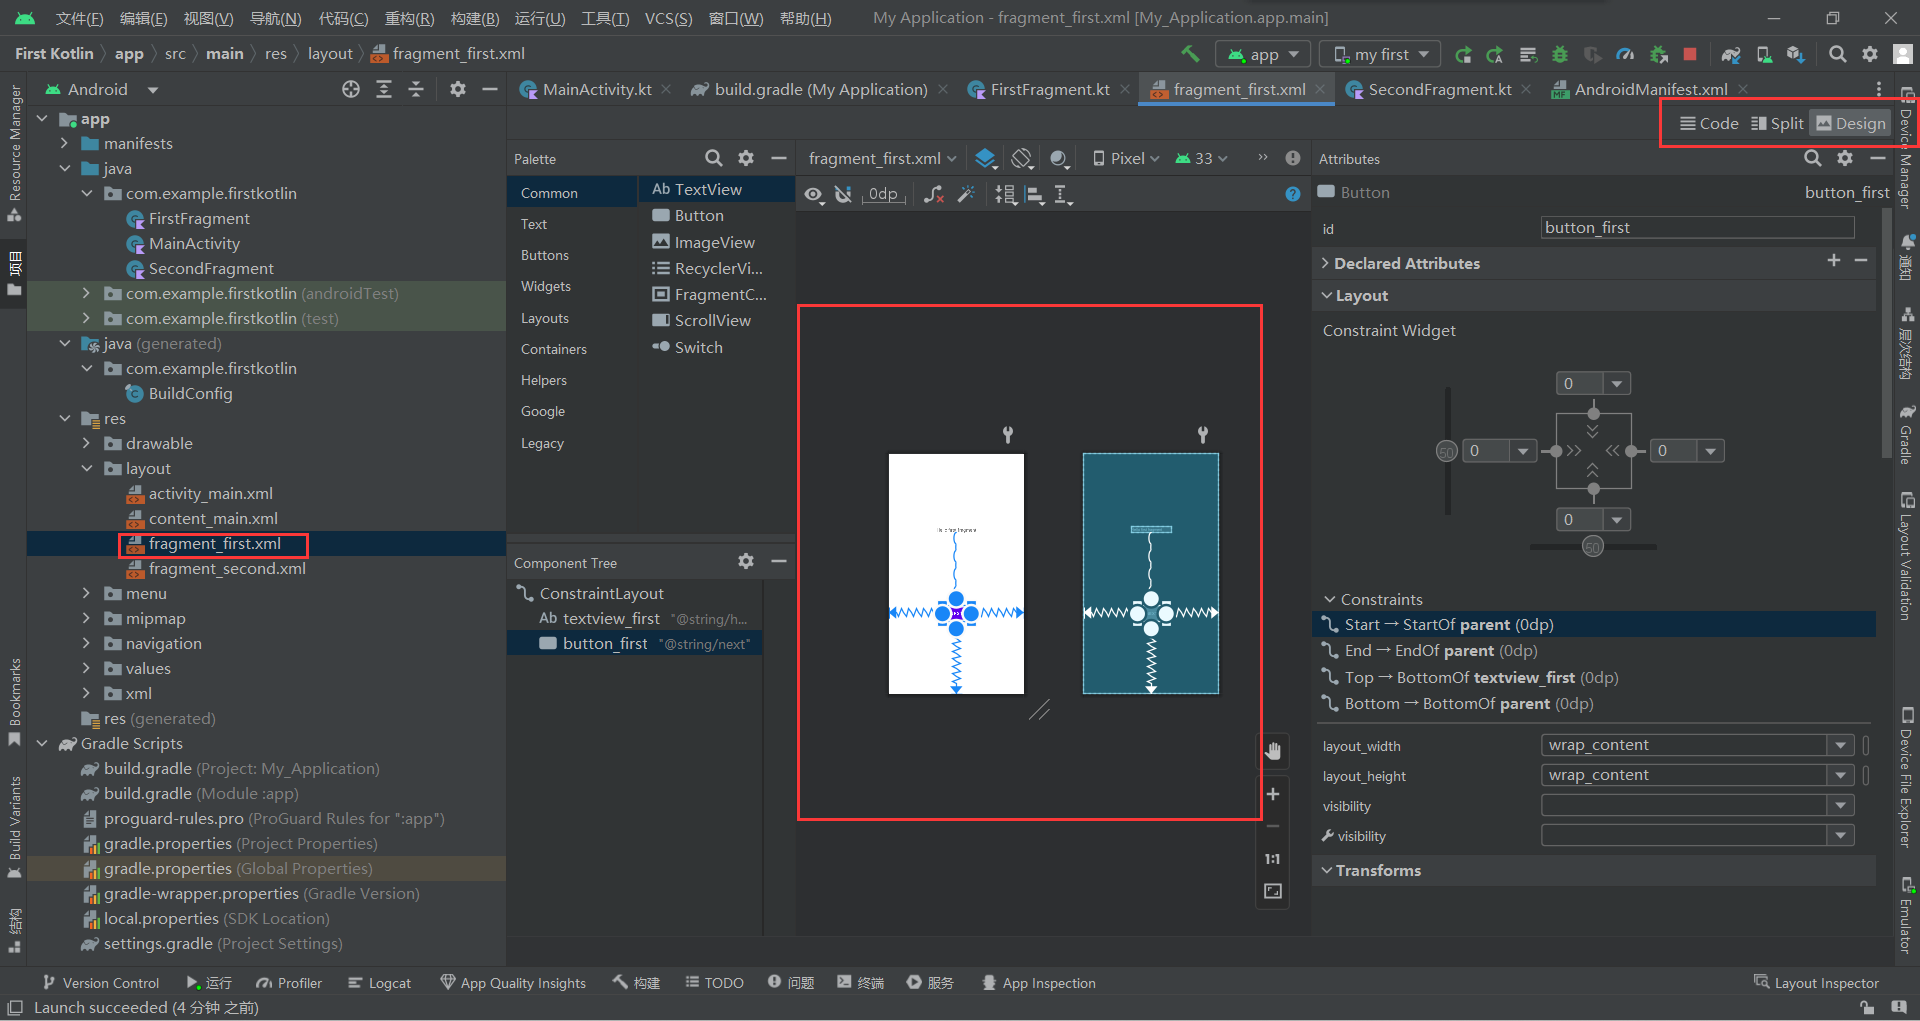 文件(F) 编辑(E) 视图(V) 导航(N) 代码(C) 重构(R) 构建(B) 运行(U) 工具(T) VCS(S) 窗口(W) 帮助(H) My Application - fragment_first.xml [My_Application.app.main]
First Kotlin app src main res layout fragment_first.xml app my first
Android
MainActivity.kt build.gradle (My Application) FirstFragment.kt fragment_first.xml SecondFragment.kt AndroidManifest.xml
Code Split Design
Resource Manager
项目
Bookmarks
Build Variants
结构
app
manifests
java
com.example.firstkotlin
FirstFragment
MainActivity
SecondFragment
com.example.firstkotlin (androidTest)
com.example.firstkotlin (test)
java (generated)
com.example.firstkotlin
BuildConfig
res
drawable
layout
activity_main.xml
content_main.xml
fragment_first.xml
fragment_second.xml
menu
mipmap
navigation
values
xml
res (generated)
Gradle Scripts
build.gradle (Project: My_Application)
build.gradle (Module :app)
proguard-rules.pro (ProGuard Rules for ":app")
gradle.properties (Project Properties)
gradle.properties (Global Properties)
gradle-wrapper.properties (Gradle Version)
local.properties (SDK Location)
settings.gradle (Project Settings)
Palette
Common
Text
Buttons
Widgets
Layouts
Containers
Helpers
Google
Legacy
Ab TextView
Button
ImageView
RecyclerVi...
FragmentC...
ScrollView
Switch
Component Tree
ConstraintLayout
Ab textview_first "@string/h...
button_first "@string/next"
fragment_first.xml Pixel 33
0dp
1:1
Attributes
Button button_first
id button_first
Declared Attributes
Layout
Constraint Widget
0
50 0 0
0
50
Constraints
Start → StartOf parent (0dp)
End → EndOf parent (0dp)
Top → BottomOf textview_first (0dp)
Bottom → BottomOf parent (0dp)
layout_width wrap_content
layout_height wrap_content
visibility
visibility
Transforms
Device Manager
通知
层次结构
Gradle
Layout Validation
Device File Explorer
Emulator
Version Control 运行 Profiler Logcat App Quality Insights 构建 TODO 问题 终端 服务 App Inspection Layout Inspector
Launch succeeded (4 分钟 之前)